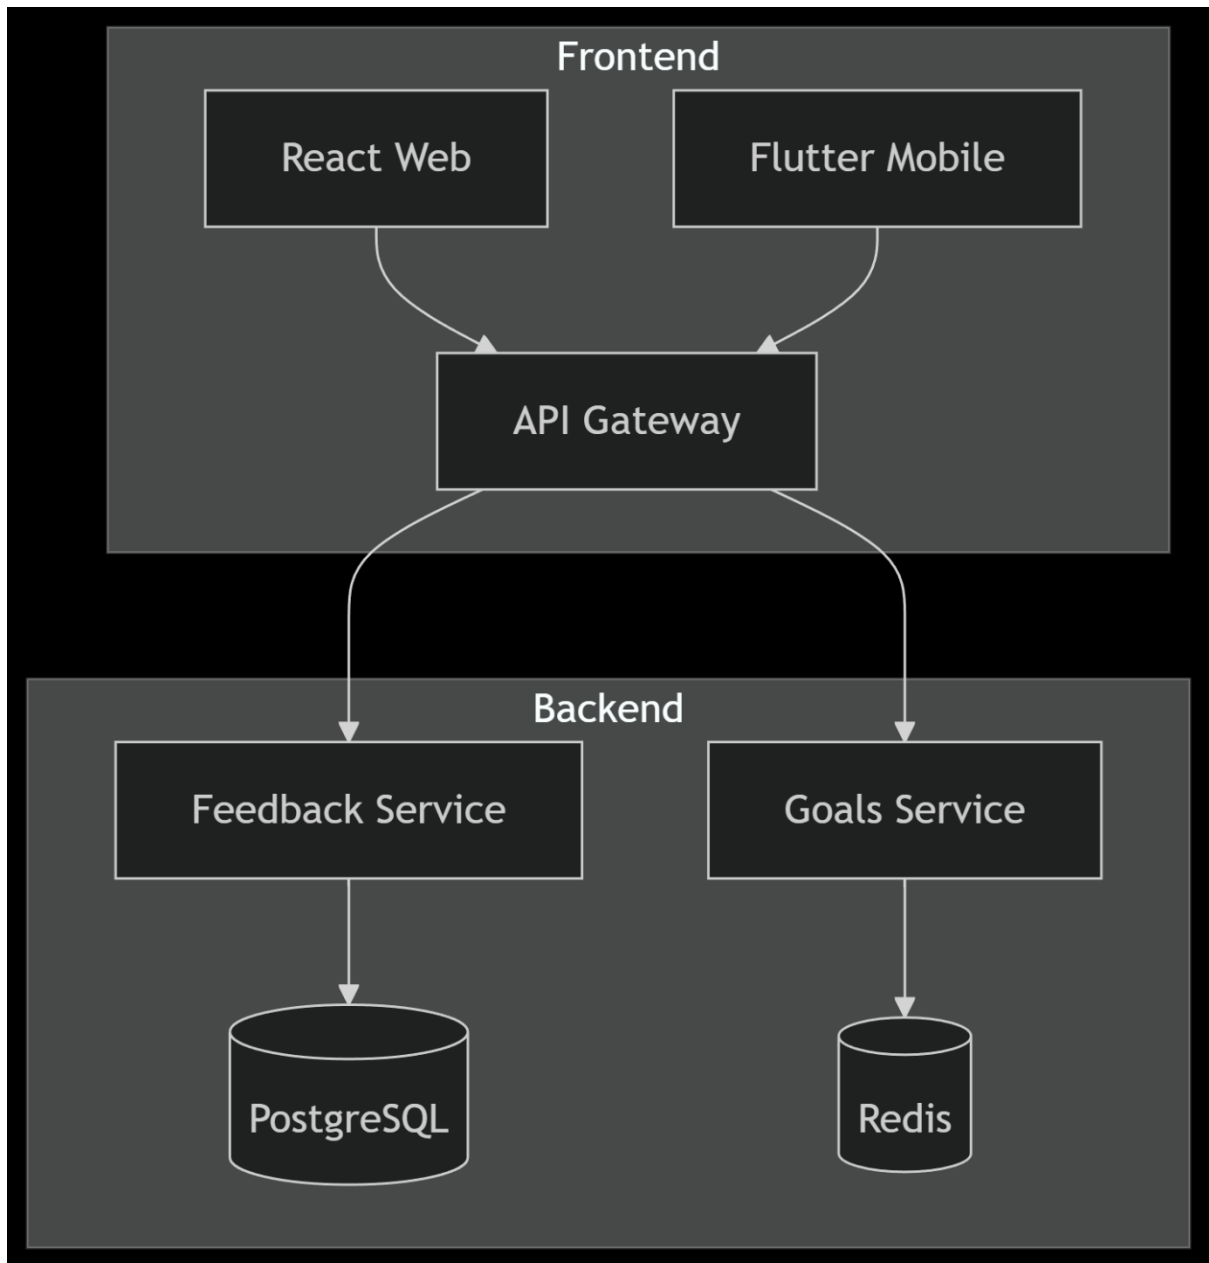 Frontend
React Web
Flutter Mobile
API Gateway
Backend
Feedback Service
Goals Service
PostgreSQL
Redis